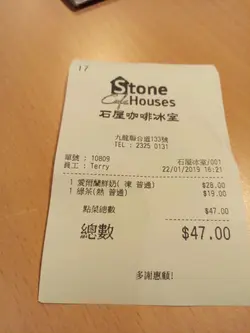 17
Stone
Cafe Houses
石屋咖啡冰室
九龍聯合道133號
TEL : 2325 0131
單號 : 10809 石屋冰室/001
員工 : Terry 22/01/2019 16:21
1 愛爾蘭鮮奶( 凍 普通) $28.00
1 綠茶(熱 普通) $19.00
點菜總數 $47.00
總數 $47.00
多謝惠顧!